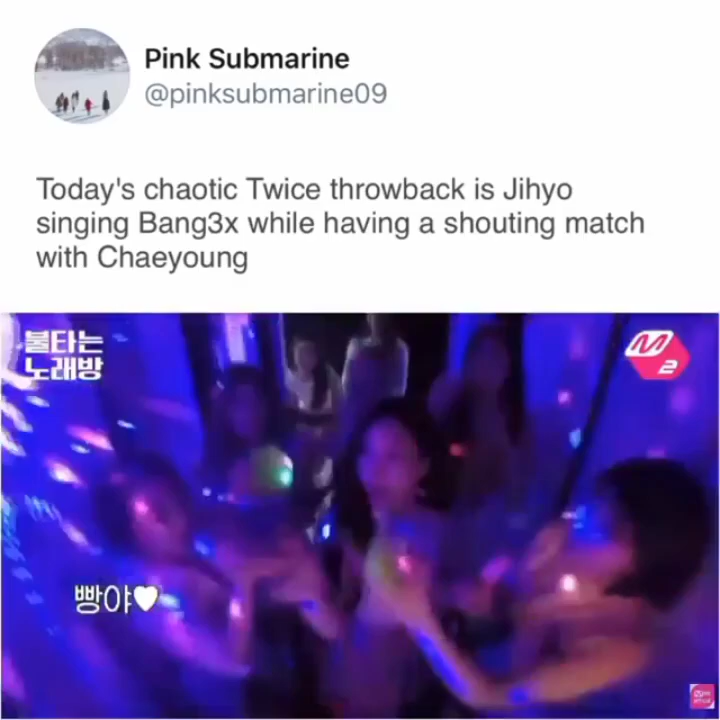 Pink Submarine
@pinksubmarine09
Today's chaotic Twice throwback is Jihyo
singing Bang3x while having a shouting match
with Chaeyoung
불타는
노래방
M
2
빵야♥